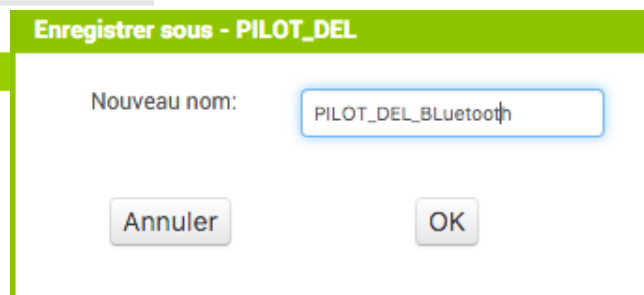 Enregistrer sous - PILOT_DEL
Nouveau nom: PILOT_DEL_BLuetooth
Annuler OK